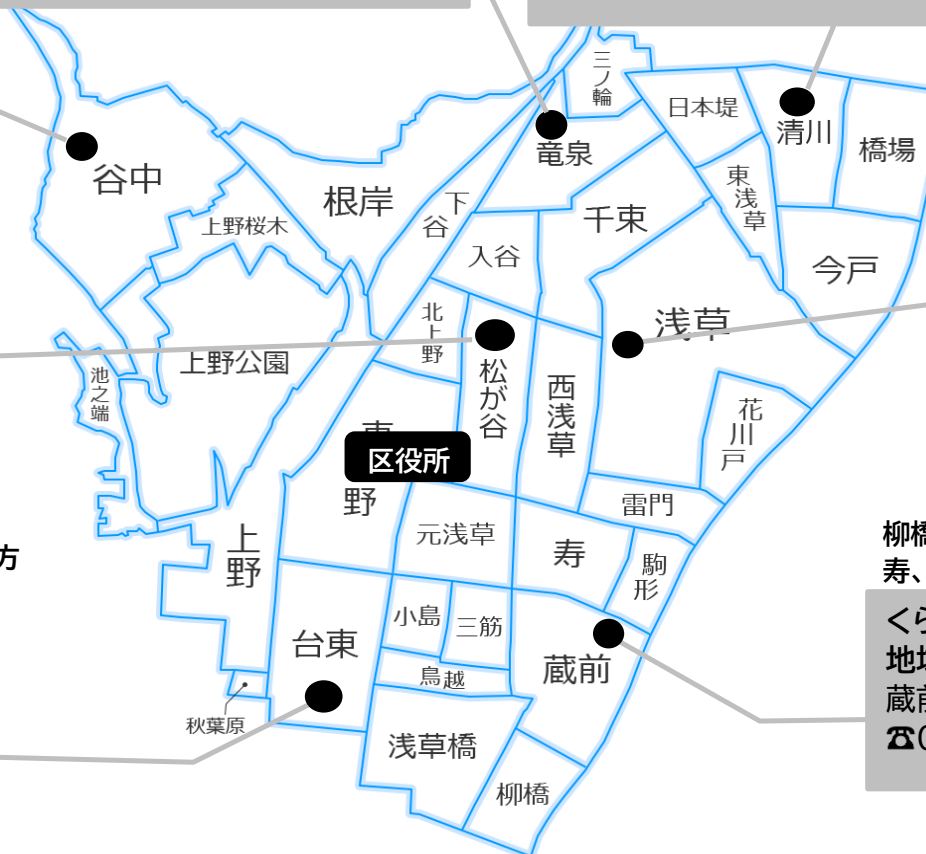 三ノ輪
日本堤
清川
橋場
竜泉
谷中
根岸
下谷
千束
東浅草
上野桜木
入谷
今戸
浅草
北上野
上野公園
池之端
松が谷
西浅草
花川戸
区役所
野
雷門
元浅草
寿
上野
駒形
方
小島
三筋
台東
蔵前
鳥越
秋葉原
浅草橋
柳橋
柳橋
寿、
くら
地域
蔵前
☎0